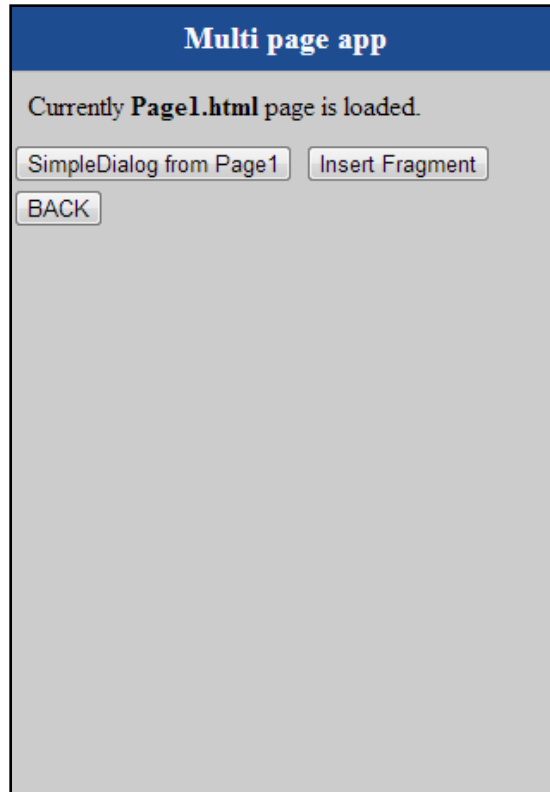 Multi page app
Currently Page1.html page is loaded.
SimpleDialog from Page1 Insert Fragment
BACK